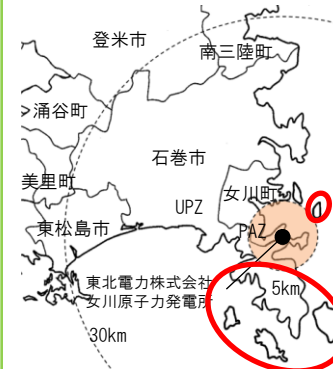 登米市
南三陸町
涌谷町
石巻市
美里町
女川町
UPZ
東松島市
PAZ
東北電力株式会社
女川原子力発電所
5km
30km